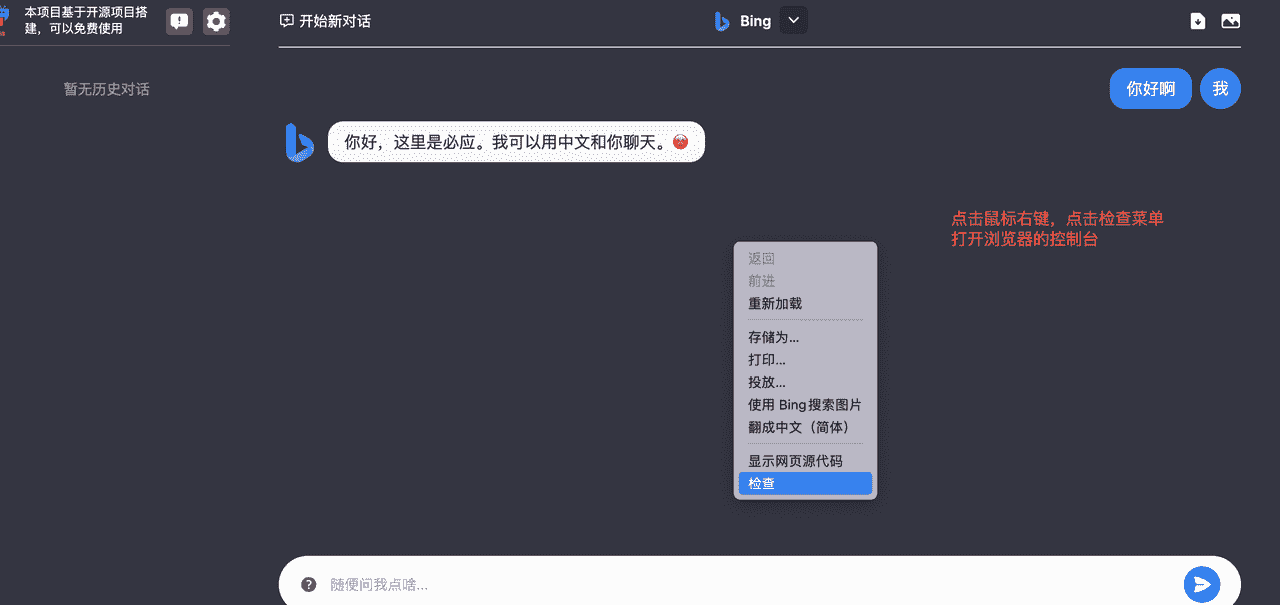 本项目基于开源项目搭
建，可以免费使用
开始新对话
Bing
暂无历史对话
你好啊
我
你好，这里是必应。我可以用中文和你聊天。
点击鼠标右键，点击检查菜单
打开浏览器的控制台
返回
前进
重新加载
存储为...
打印...
投放...
使用 Bing搜索图片
翻成中文（简体）
显示网页源代码
检查
随便问我点啥...